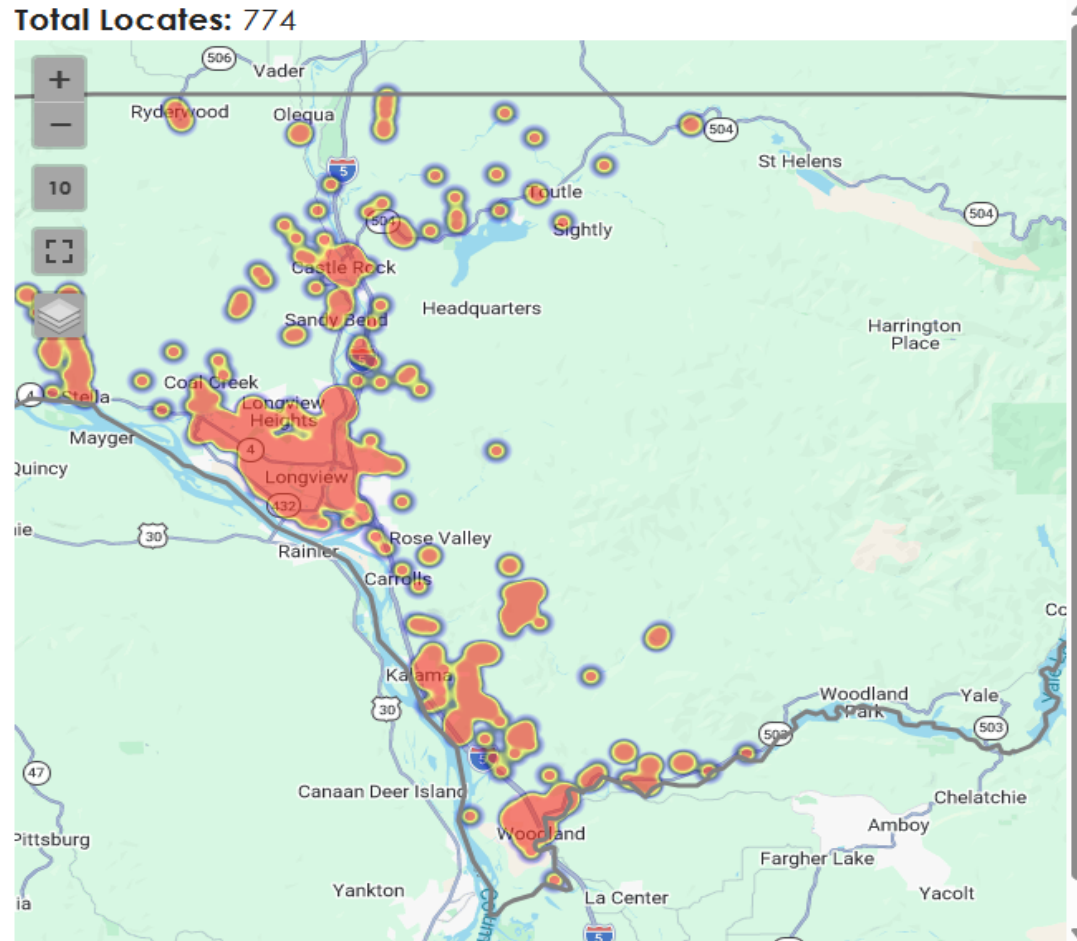 Total Locates: 774
506
Vader
+
Ryderwood
Olequa
−
504
St Helens
5
10
Toutle
504
504
Sightly
Castle Rock
Headquarters
Sandy Bend
Harrington
Place
Coal Creek
4
Stella
Longview
Heights
Mayger
4
Quincy
Longview
432
30
Rainier
Rose Valley
Carrolls
Kalama
Woodland
Park
Yale
30
503
503
5
47
Canaan Deer Island
Chelatchie
Woodland
Amboy
Pittsburg
Fargher Lake
Yankton
La Center
Yacolt
5